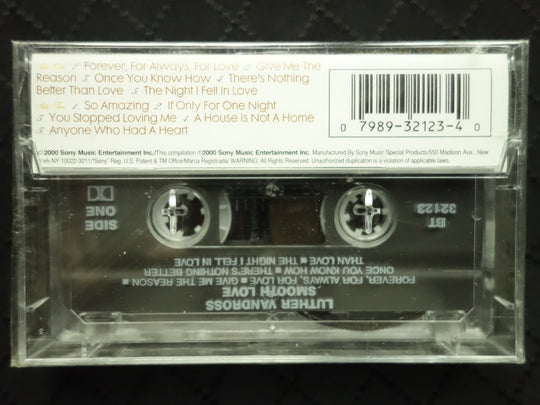 Side One 1. Forever, For Always, For Love 2. Give Me The
Reason 3. Once You Know How 4. There's Nothing
Better Than Love 5. The Night I Fell In Love
Side Two 1. So Amazing 2. If Only For One Night
3. You Stopped Loving Me 4. A House Is Not A Home
5. Anyone Who Had A Heart
0 7989-32123-4 0
©2000 Sony Music Entertainment Inc./This compilation ℗2000 Sony Music Entertainment Inc. Manufactured By Sony Music Special Products/550 Madison Ave., New
York NY 10022-3211/"Sony" Reg. U.S. Patent & TM Office/Marca Registrada: WARNING: All Rights Reserved. Unauthorized duplication is a violation of applicable laws.
LUTHER VANDROSS
SMOOTH LOVE
FOREVER, FOR ALWAYS, FOR LOVE ■ GIVE ME THE REASON ■
ONCE YOU KNOW HOW ■ THERE'S NOTHING BETTER
THAN LOVE ■ THE NIGHT I FELL IN LOVE
BT
32123
SIDE
ONE